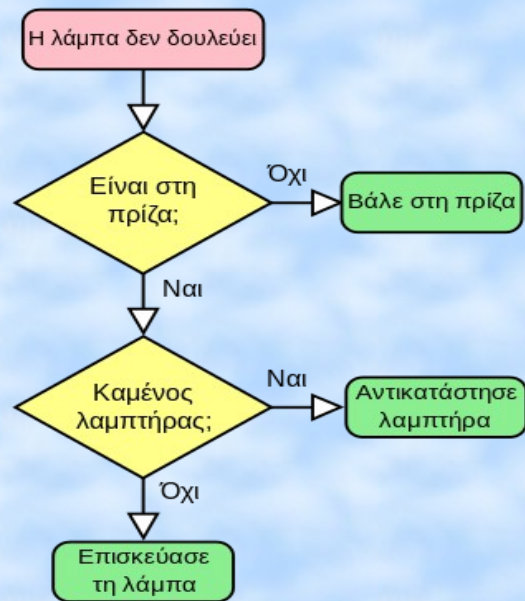 Η λάμπα δεν δουλεύει
Είναι στη
πρίζα;
Όχι
Βάλε στη πρίζα
Ναι
Καμένος
λαμπτήρας;
Ναι
Αντικατάστησε
λαμπτήρα
Όχι
Επισκεύασε
τη λάμπα